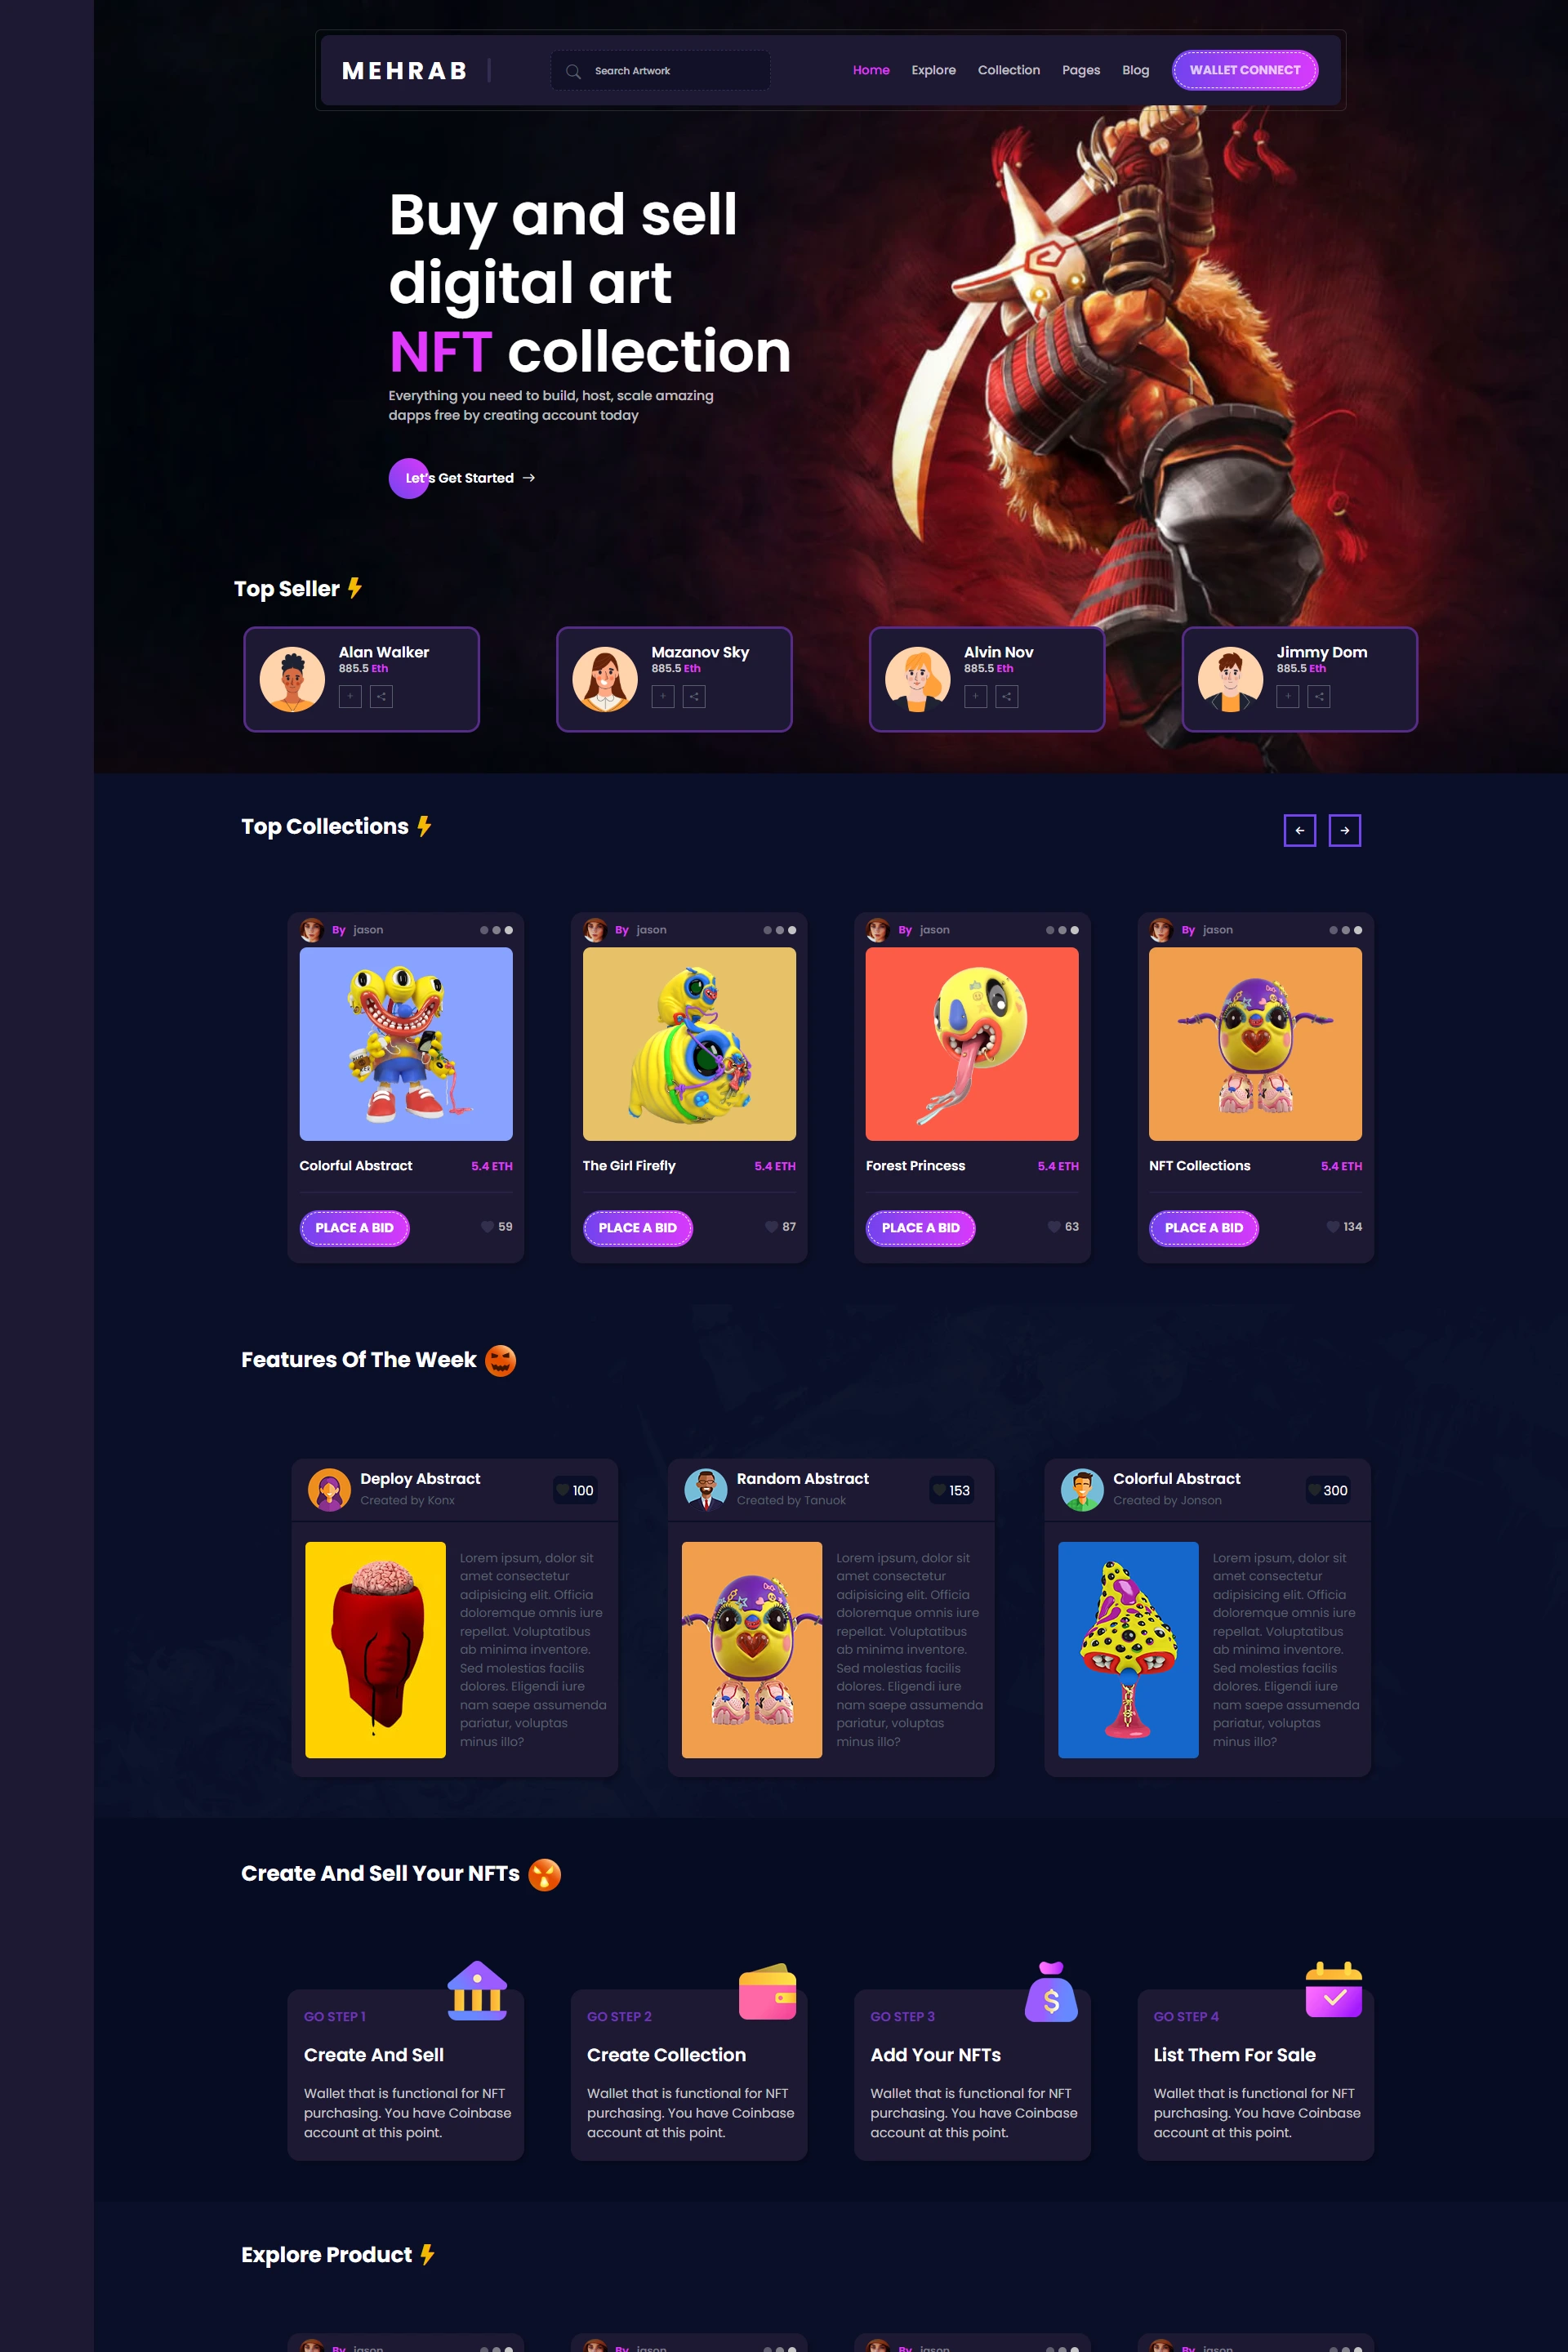 MEHRAB
Search Artwork
Home Explore Collection Pages Blog WALLET CONNECT
Buy and sell
digital art
NFT collection
Everything you need to build, host, scale amazing
dapps free by creating account today
Let's Get Started →
Top Seller
Alan Walker
885.5 Eth
+
Mazanov Sky
885.5 Eth
+
Alvin Nov
885.5 Eth
+
Jimmy Dom
885.5 Eth
+
Top Collections
← →
By jason
Colorful Abstract 5.4 ETH
PLACE A BID 59
By jason
The Girl Firefly 5.4 ETH
PLACE A BID 87
By jason
Forest Princess 5.4 ETH
PLACE A BID 63
By jason
NFT Collections 5.4 ETH
PLACE A BID 134
Features Of The Week
Deploy Abstract
Created by Konx
100
Lorem ipsum, dolor sit
amet consectetur
adipisicing elit. Officia
doloremque omnis iure
repellat. Voluptatibus
ab minima inventore.
Sed molestias facilis
dolores. Eligendi iure
nam saepe assumenda
pariatur, voluptas
minus illo?
Random Abstract
Created by Tanuok
153
Lorem ipsum, dolor sit
amet consectetur
adipisicing elit. Officia
doloremque omnis iure
repellat. Voluptatibus
ab minima inventore.
Sed molestias facilis
dolores. Eligendi iure
nam saepe assumenda
pariatur, voluptas
minus illo?
Colorful Abstract
Created by Jonson
300
Lorem ipsum, dolor sit
amet consectetur
adipisicing elit. Officia
doloremque omnis iure
repellat. Voluptatibus
ab minima inventore.
Sed molestias facilis
dolores. Eligendi iure
nam saepe assumenda
pariatur, voluptas
minus illo?
Create And Sell Your NFTs
GO STEP 1
Create And Sell
Wallet that is functional for NFT
purchasing. You have Coinbase
account at this point.
GO STEP 2
Create Collection
Wallet that is functional for NFT
purchasing. You have Coinbase
account at this point.
$
GO STEP 3
Add Your NFTs
Wallet that is functional for NFT
purchasing. You have Coinbase
account at this point.
GO STEP 4
List Them For Sale
Wallet that is functional for NFT
purchasing. You have Coinbase
account at this point.
Explore Product
By jason
By jason
By jason
By jason